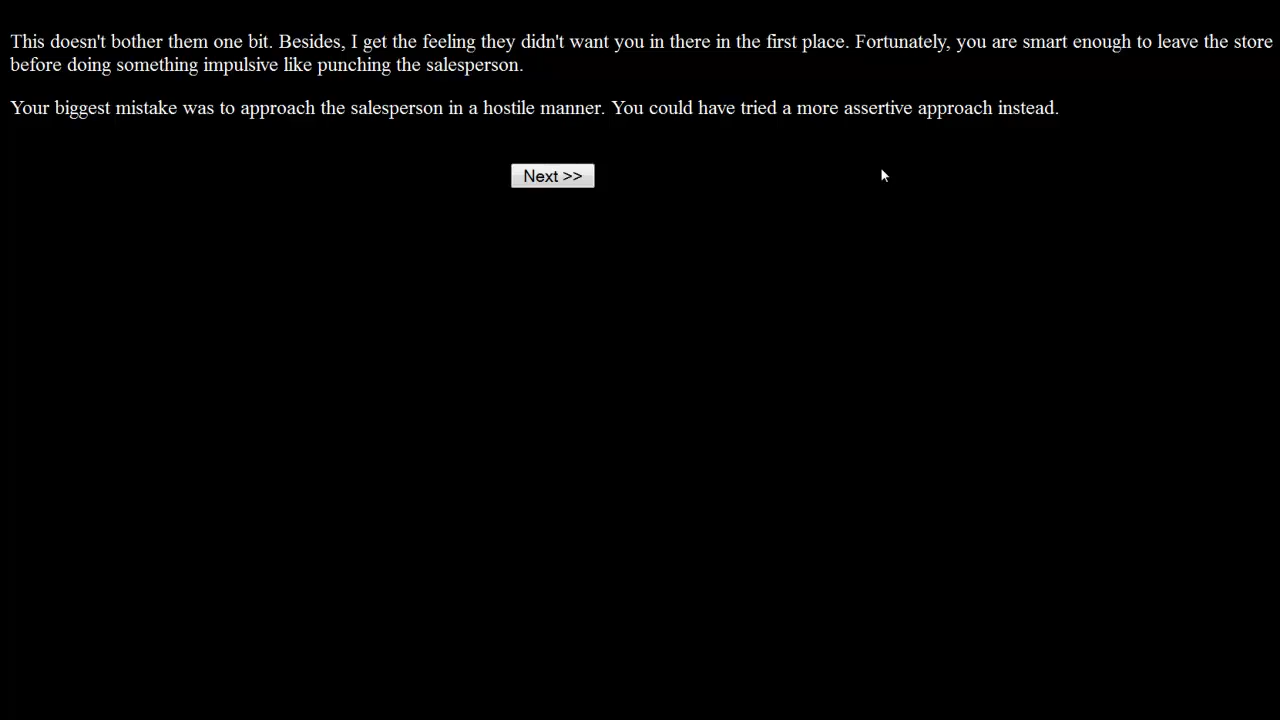 This doesn't bother them one bit. Besides, I get the feeling they didn't want you in there in the first place. Fortunately, you are smart enough to leave the store
before doing something impulsive like punching the salesperson.
Your biggest mistake was to approach the salesperson in a hostile manner. You could have tried a more assertive approach instead.
Next >>